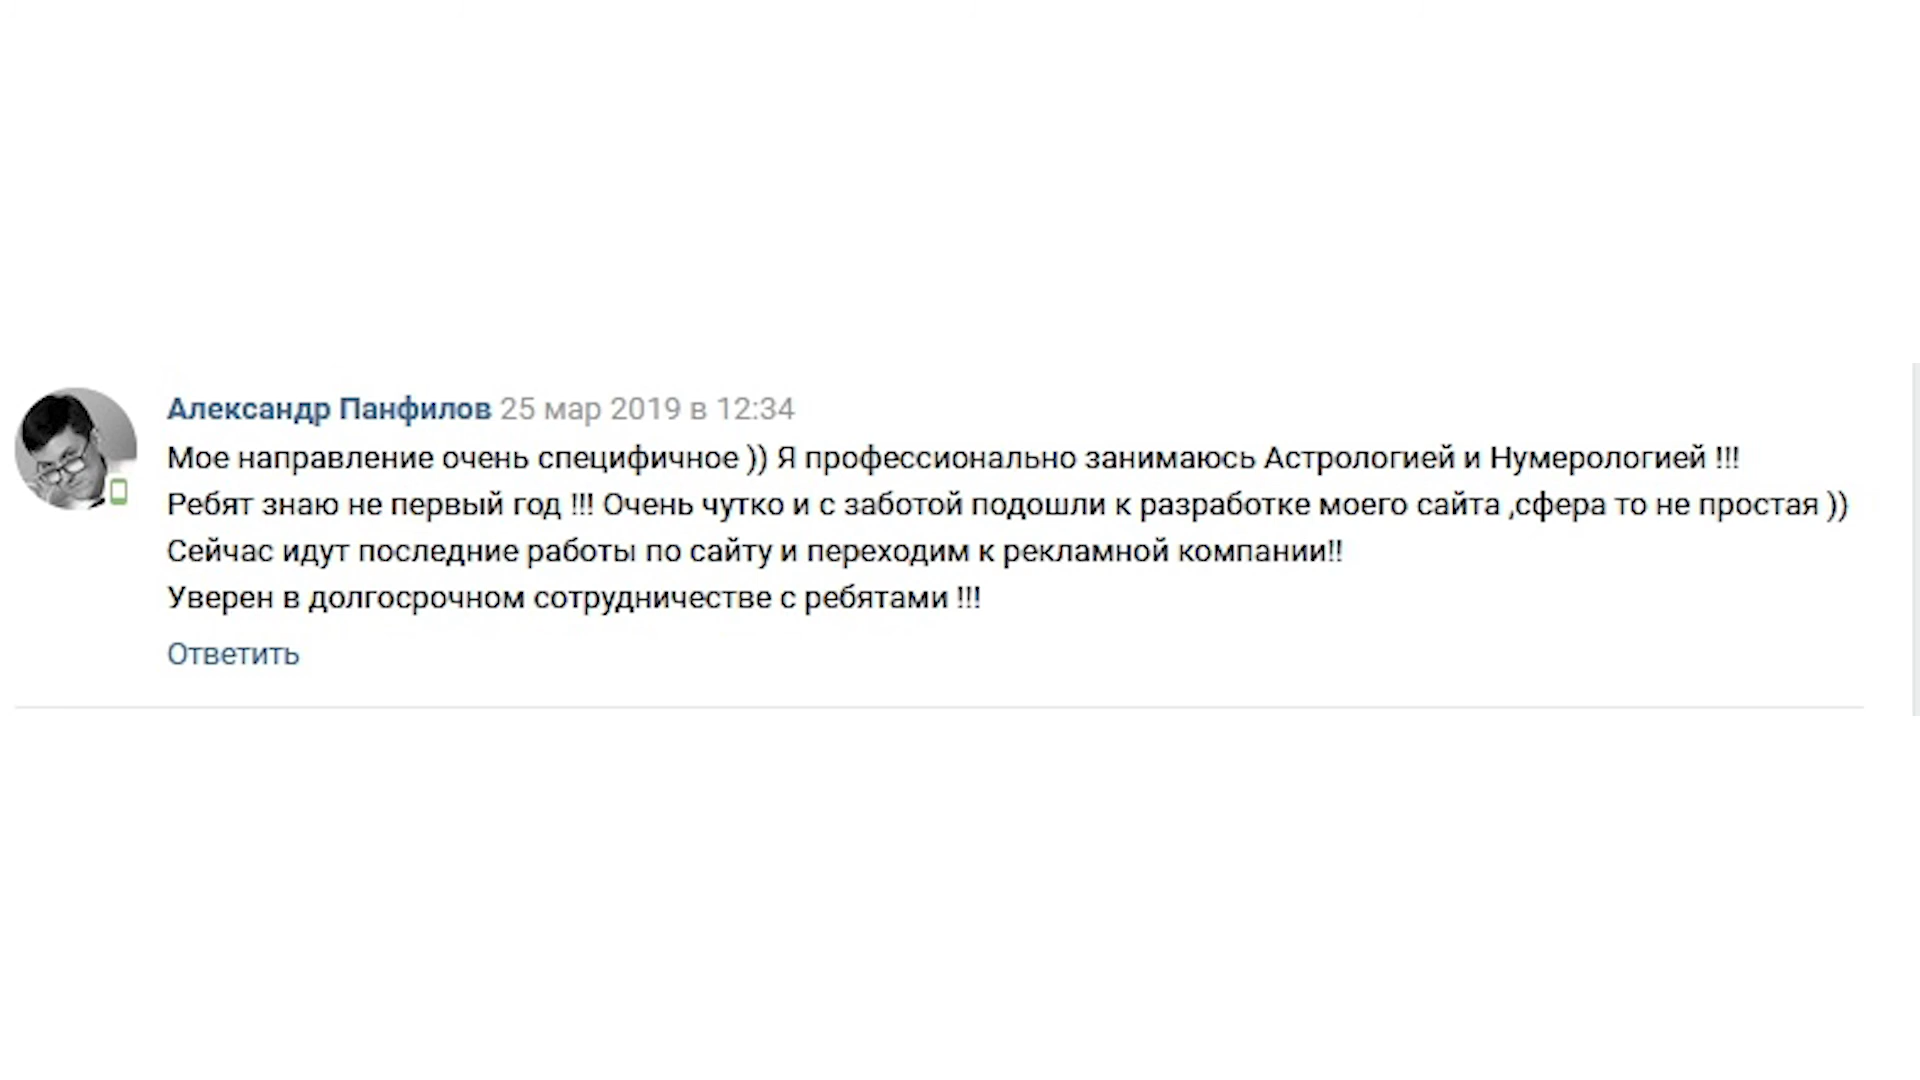 Александр Панфилов 25 мар 2019 в 12:34
Мое направление очень специфичное )) Я профессионально занимаюсь Астрологией и Нумерологией !!!
Ребят знаю не первый год !!! Очень чутко и с заботой подошли к разработке моего сайта ,сфера то не простая ))
Сейчас идут последние работы по сайту и переходим к рекламной компании!!
Уверен в долгосрочном сотрудничестве с ребятами !!!
Ответить